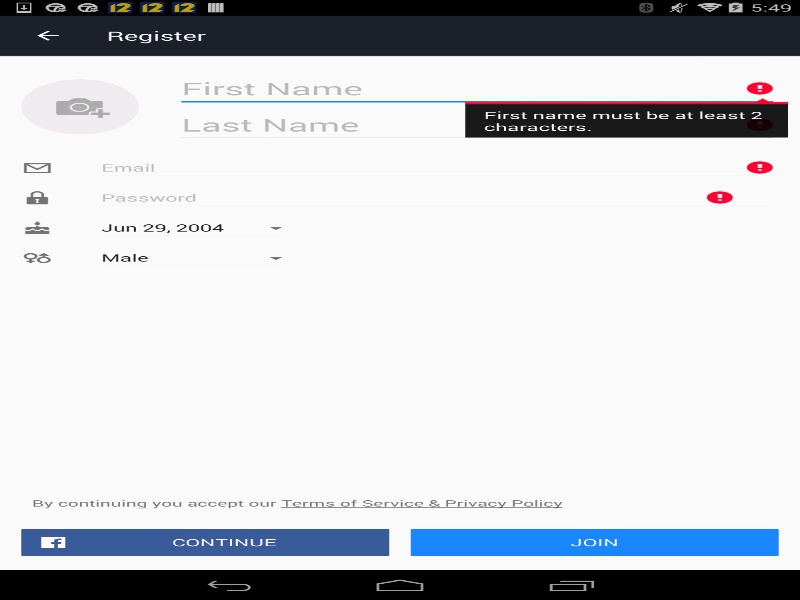 12 12 12 5:49
Register
First Name
First name must be at least 2
characters.
Last Name
Email
Password
Jun 29, 2004
Male
By continuing you accept our Terms of Service & Privacy Policy
CONTINUE
JOIN